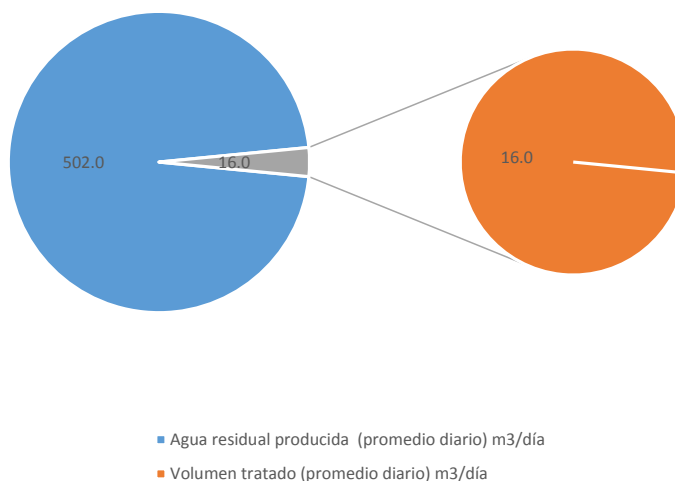 502.0
16.0
16.0
Agua residual producida (promedio diario) m3/día
Volumen tratado (promedio diario) m3/día